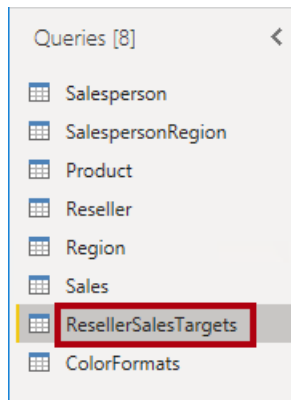 Queries [8]
Salesperson
SalespersonRegion
Product
Reseller
Region
Sales
ResellerSalesTargets
ColorFormats